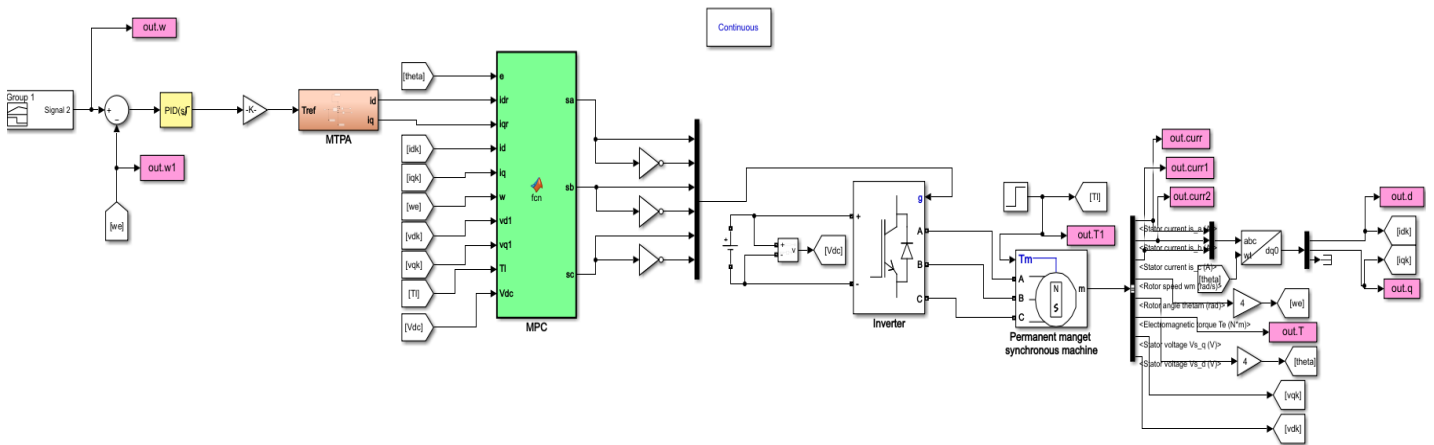 out.w
Continuous
Group 1
Signal 2
+
−
PID(s)
-K-
Tref
id
iq
MTPA
out.w1
[we]
[theta]
[idk]
[iqk]
[we]
[vdk]
[vqk]
[Tl]
[Vdc]
e
idr
iqr
id
iq
w
vd1
vq1
Tl
Vdc
fcn
sa
sb
sc
MPC
+
+
-
v
[Vdc]
+
-
g
A
B
C
Inverter
[Tl]
out.T1
Tm
A
B
C
N
S
m
Permanent manget
synchronous machine
out.curr
out.curr1
out.curr2
<Stator current is_a
<Stator current is_b
<Stator current is_c (A)>
<Rotor speed wm (rad/s)>
<Rotor angle thetam (rad)>
<Electromagnetic torque Te (N*m)>
<Stator voltage Vs_q (V)>
<Stator voltage Vs_d (V)>
abc
wt
dq0
[theta]
4
[we]
out.T
4
[theta]
[vqk]
[vdk]
out.d
[idk]
[iqk]
out.q